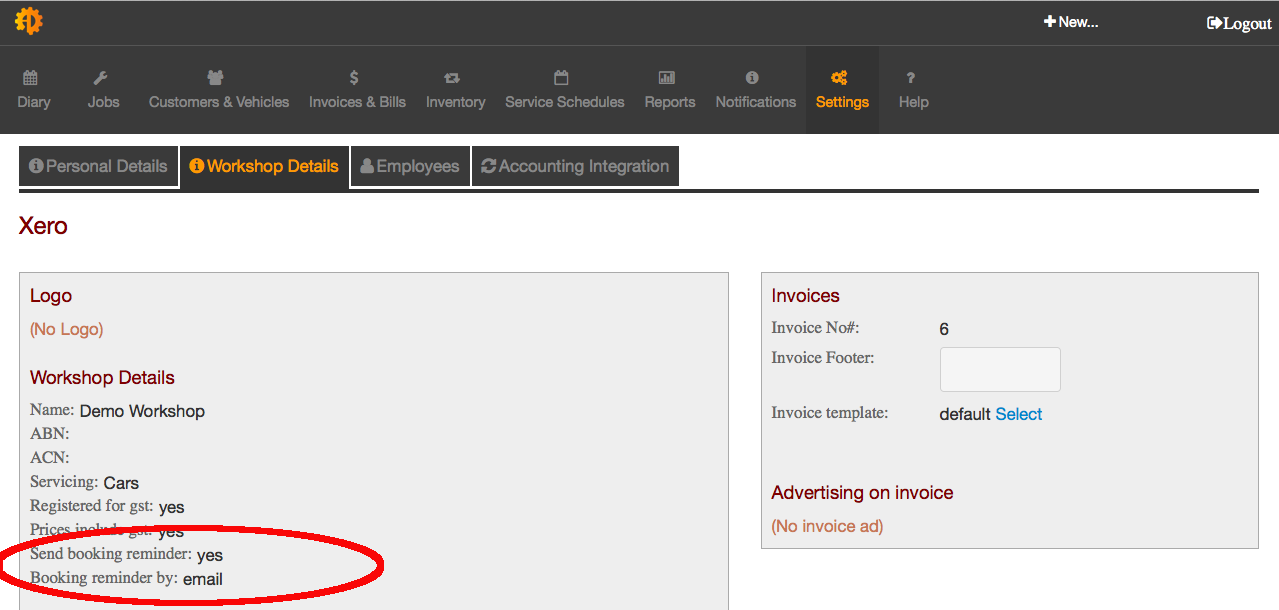 New...
Logout
Diary
Jobs
Customers & Vehicles
Invoices & Bills
Inventory
Service Schedules
Reports
Notifications
Settings
Help
Personal Details
Workshop Details
Employees
Accounting Integration
Xero
Logo
(No Logo)
Workshop Details
Name: Demo Workshop
ABN:
ACN:
Servicing: Cars
Registered for gst: yes
Prices include gst: yes
Send booking reminder: yes
Booking reminder by: email
Invoices
Invoice No#: 6
Invoice Footer:
Invoice template: default Select
Advertising on invoice
(No invoice ad)